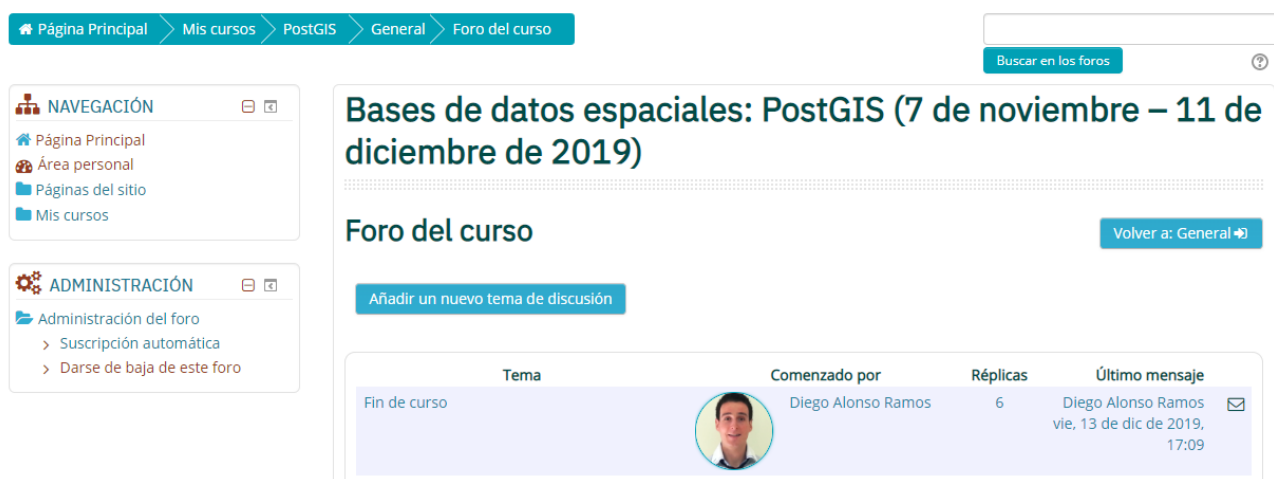 Página Principal
Mis cursos
PostGIS
General
Foro del curso
Buscar en los foros
?
NAVEGACIÓN
Página Principal
Área personal
Páginas del sitio
Mis cursos
ADMINISTRACIÓN
Administración del foro
Suscripción automática
Darse de baja de este foro
Bases de datos espaciales: PostGIS (7 de noviembre – 11 de
diciembre de 2019)
Foro del curso
Volver a: General
Añadir un nuevo tema de discusión
Tema Comenzado por Réplicas Último mensaje
Fin de curso Diego Alonso Ramos 6 Diego Alonso Ramos
vie, 13 de dic de 2019,
17:09